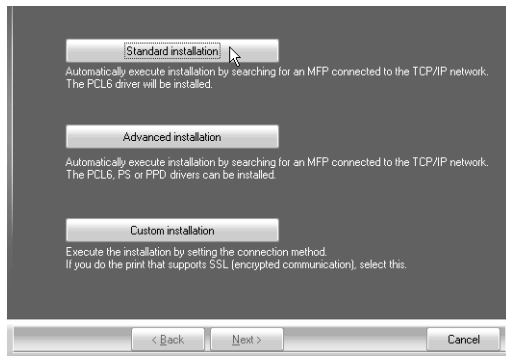 Standard installation
Automatically execute installation by searching for an MFP connected to the TCP/IP network.
The PCL6 driver will be installed.
Advanced installation
Automatically execute installation by searching for an MFP connected to the TCP/IP network.
The PCL6, PS or PPD drivers can be installed.
Custom installation
Execute the installation by setting the connection method.
If you do the print that supports SSL (encrypted communication), select this.
< Back Next > Cancel